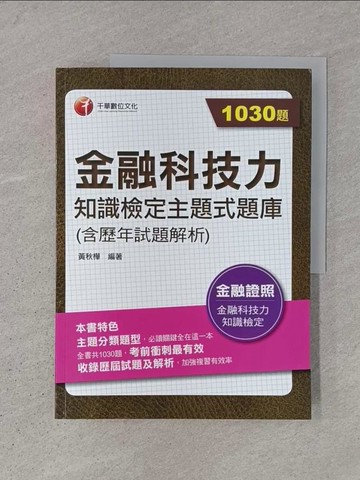 千華數位文化
1030題
金融科技力
知識檢定主題式題庫
(含歷年試題解析)
黃秋樺 編著
金融證照
金融科技力
知識檢定
本書特色
主題分類題型，必讀關鍵全在這一本
全書共1030題，考前衝刺最有效
收錄歷屆試題及解析，加強複習有效率